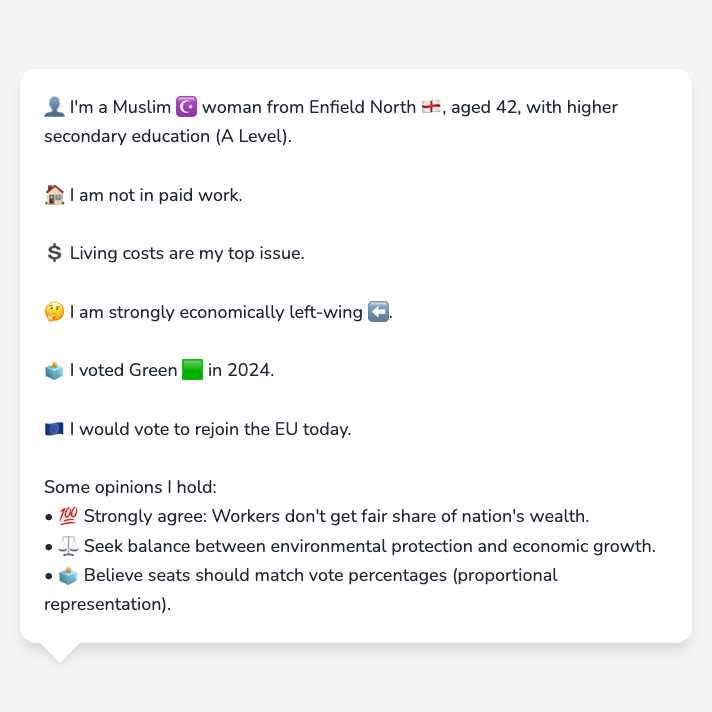 👤 I'm a Muslim ☪️ woman from Enfield North 🏴󠁧󠁢󠁥󠁮󠁧󠁿, aged 42, with higher
secondary education (A Level).
🏠 I am not in paid work.
💲 Living costs are my top issue.
🤔 I am strongly economically left-wing ⬅️.
🗳️ I voted Green 🟩 in 2024.
🇪🇺 I would vote to rejoin the EU today.
Some opinions I hold:
• 💯 Strongly agree: Workers don't get fair share of nation's wealth.
• ⚖️ Seek balance between environmental protection and economic growth.
• 🗳️ Believe seats should match vote percentages (proportional
representation).